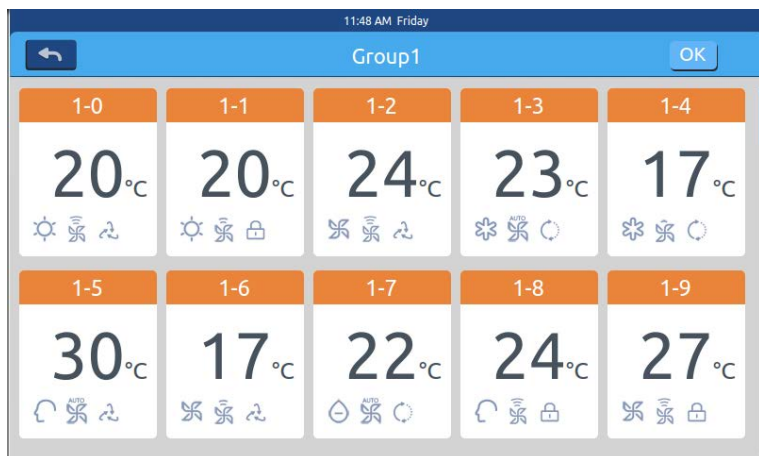 11:48 AM Friday
Group1
OK
1-0
1-1
1-2
1-3
1-4
20°C
20°C
24°C
23°C
17°C
AUTO
1-5
1-6
1-7
1-8
1-9
30°C
17°C
22°C
24°C
27°C
AUTO
AUTO